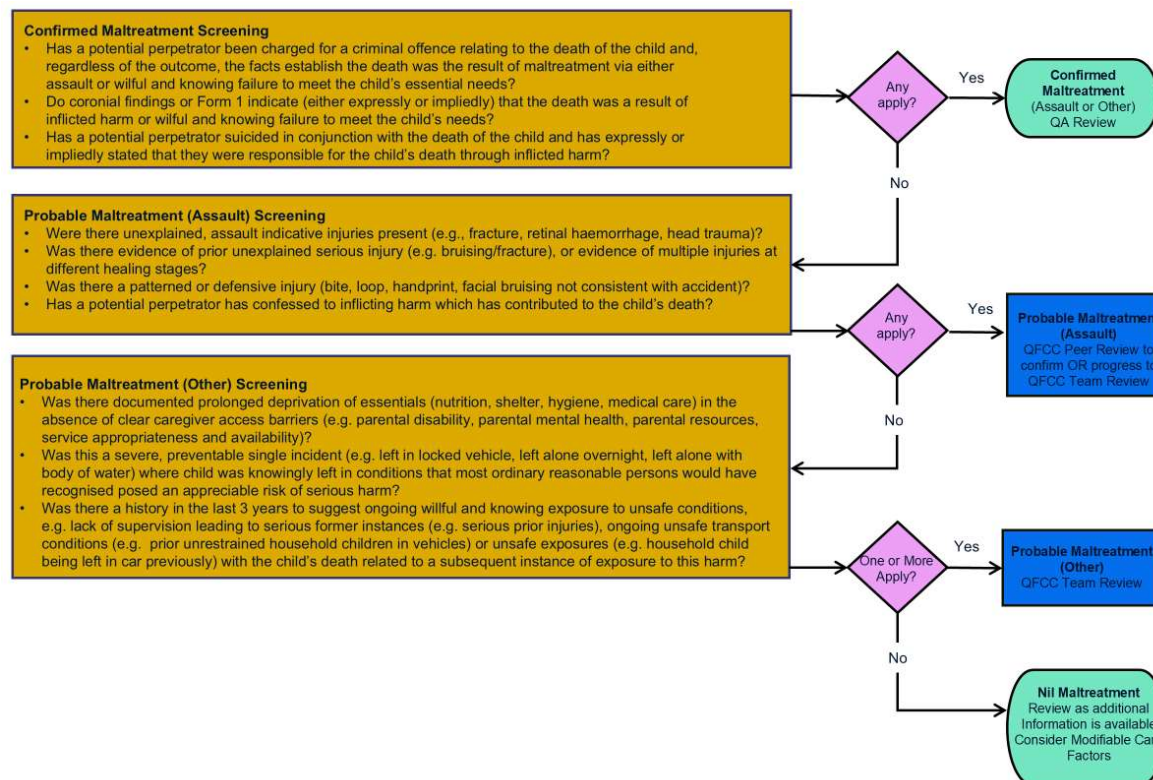 Confirmed Maltreatment Screening
• Has a potential perpetrator been charged for a criminal offence relating to the death of the child and,
regardless of the outcome, the facts establish the death was the result of maltreatment via either
assault or wilful and knowing failure to meet the child's essential needs?
• Do coronial findings or Form 1 indicate (either expressly or impliedly) that the death was a result of
inflicted harm or wilful and knowing failure to meet the child's needs?
• Has a potential perpetrator suicided in conjunction with the death of the child and has expressly or
impliedly stated that they were responsible for the child's death through inflicted harm?
Any
apply?
Yes
Confirmed
Maltreatment
(Assault or Other)
QA Review
No
Probable Maltreatment (Assault) Screening
• Were there unexplained, assault indicative injuries present (e.g., fracture, retinal haemorrhage, head trauma)?
• Was there evidence of prior unexplained serious injury (e.g. bruising/fracture), or evidence of multiple injuries at
different healing stages?
• Was there a patterned or defensive injury (bite, loop, handprint, facial bruising not consistent with accident)?
• Has a potential perpetrator has confessed to inflicting harm which has contributed to the child's death?
Any
apply?
Yes
Probable Maltreatment
(Assault)
QFCC Peer Review to
confirm OR progress to
QFCC Team Review
No
Probable Maltreatment (Other) Screening
• Was there documented prolonged deprivation of essentials (nutrition, shelter, hygiene, medical care) in the
absence of clear caregiver access barriers (e.g. parental disability, parental mental health, parental resources,
service appropriateness and availability)?
• Was this a severe, preventable single incident (e.g. left in locked vehicle, left alone overnight, left alone with
body of water) where child was knowingly left in conditions that most ordinary reasonable persons would have
recognised posed an appreciable risk of serious harm?
• Was there a history in the last 3 years to suggest ongoing willful and knowing exposure to unsafe conditions,
e.g. lack of supervision leading to serious former instances (e.g. serious prior injuries), ongoing unsafe transport
conditions (e.g. prior unrestrained household children in vehicles) or unsafe exposures (e.g. household child
being left in car previously) with the child's death related to a subsequent instance of exposure to this harm?
One or More
Apply?
Yes
Probable Maltreatment
(Other)
QFCC Team Review
No
Nil Maltreatment
Review as additional
Information is available
Consider Modifiable Care
Factors